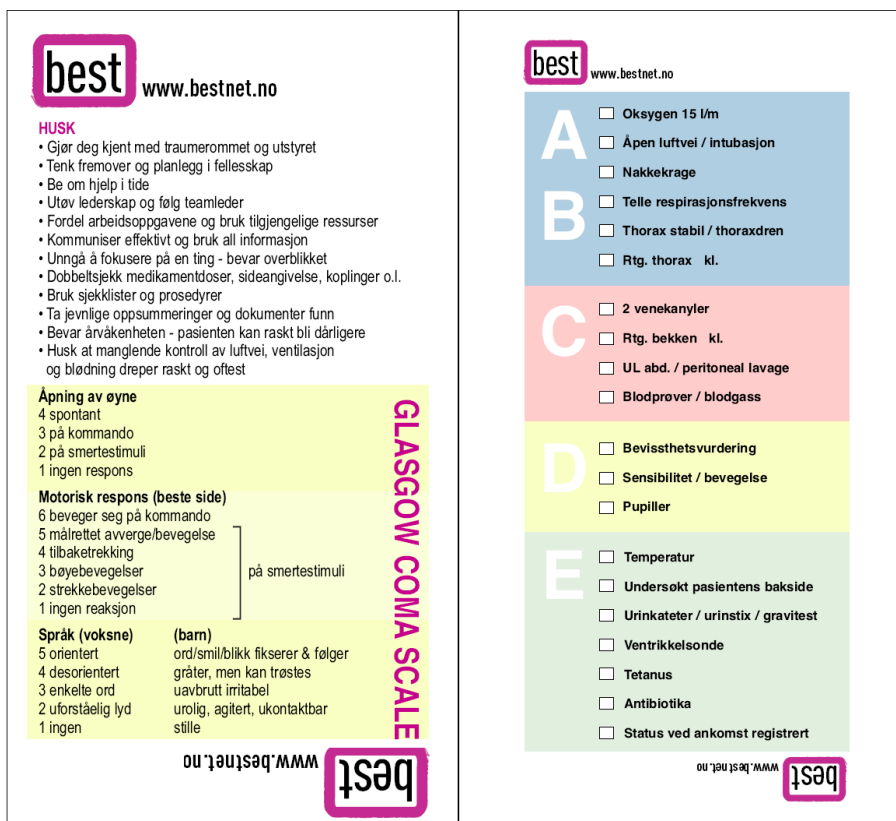 best
www.bestnet.no
HUSK
• Gjør deg kjent med traumerommet og utstyret
• Tenk fremover og planlegg i fellesskap
• Be om hjelp i tide
• Utøv lederskap og følg teamleder
• Fordel arbeidsoppgavene og bruk tilgjengelige ressurser
• Kommuniser effektivt og bruk all informasjon
• Unngå å fokusere på en ting - bevar overblikket
• Dobbeltsjekk medikamentdoser, sideangivelse, koplinger o.l.
• Bruk sjekklister og prosedyrer
• Ta jevnlige oppsummeringer og dokumenter funn
• Bevar årvåkenheten - pasienten kan raskt bli dårligere
• Husk at manglende kontroll av luftvei, ventilasjon
og blødning dreper raskt og oftest
GLASGOW COMA SCALE
Åpning av øyne
4 spontant
3 på kommando
2 på smertestimuli
1 ingen respons
Motorisk respons (beste side)
6 beveger seg på kommando
5 målrettet avverge/bevegelse
4 tilbaketrekking
3 bøyebevegelser
2 strekkebevegelser
1 ingen reaksjon
på smertestimuli
Språk (voksne) (barn)
5 orientert ord/smil/blikk fikserer & følger
4 desorientert gråter, men kan trøstes
3 enkelte ord uavbrutt irritabel
2 uforståelig lyd urolig, agitert, ukontaktbar
1 ingen stille
www.bestnet.no
best
best
www.bestnet.no
A
Oksygen 15 l/m
Åpen luftvei / intubasjon
Nakkekrage
B
Telle respirasjonsfrekvens
Thorax stabil / thoraxdren
Rtg. thorax kl.
C
2 venekanyler
Rtg. bekken kl.
UL abd. / peritoneal lavage
Blodprøver / blodgass
D
Bevissthetsvurdering
Sensibilitet / bevegelse
Pupiller
E
Temperatur
Undersøkt pasientens bakside
Urinkateter / urinstix / gravitest
Ventrikkelsonde
Tetanus
Antibiotika
Status ved ankomst registrert
www.bestnet.no
best